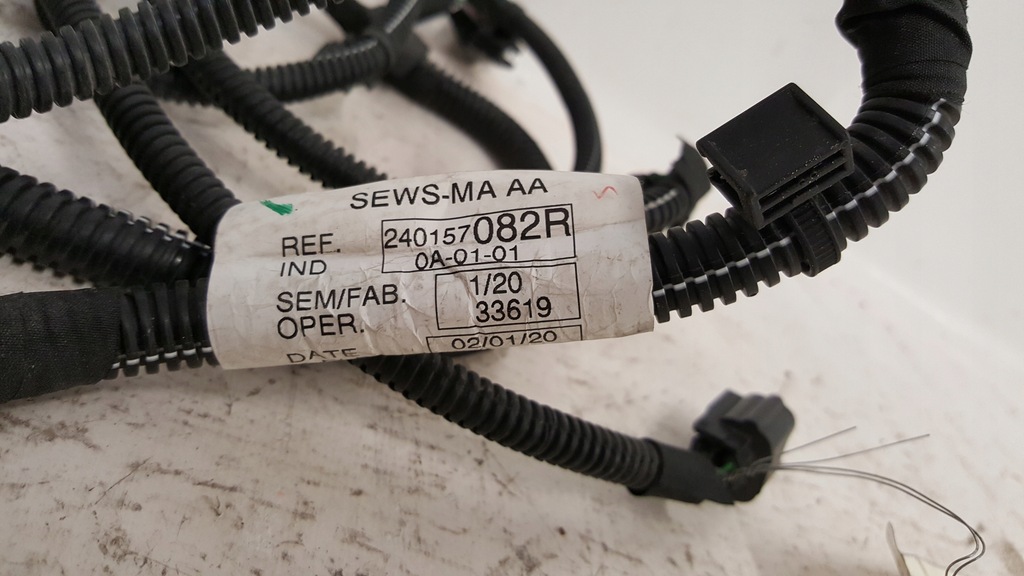 SEWS-MA AA
REF. 240157082R
IND 0A-01-01
SEM/FAB. 1/20
OPER. 33619
DATE 02/01/20